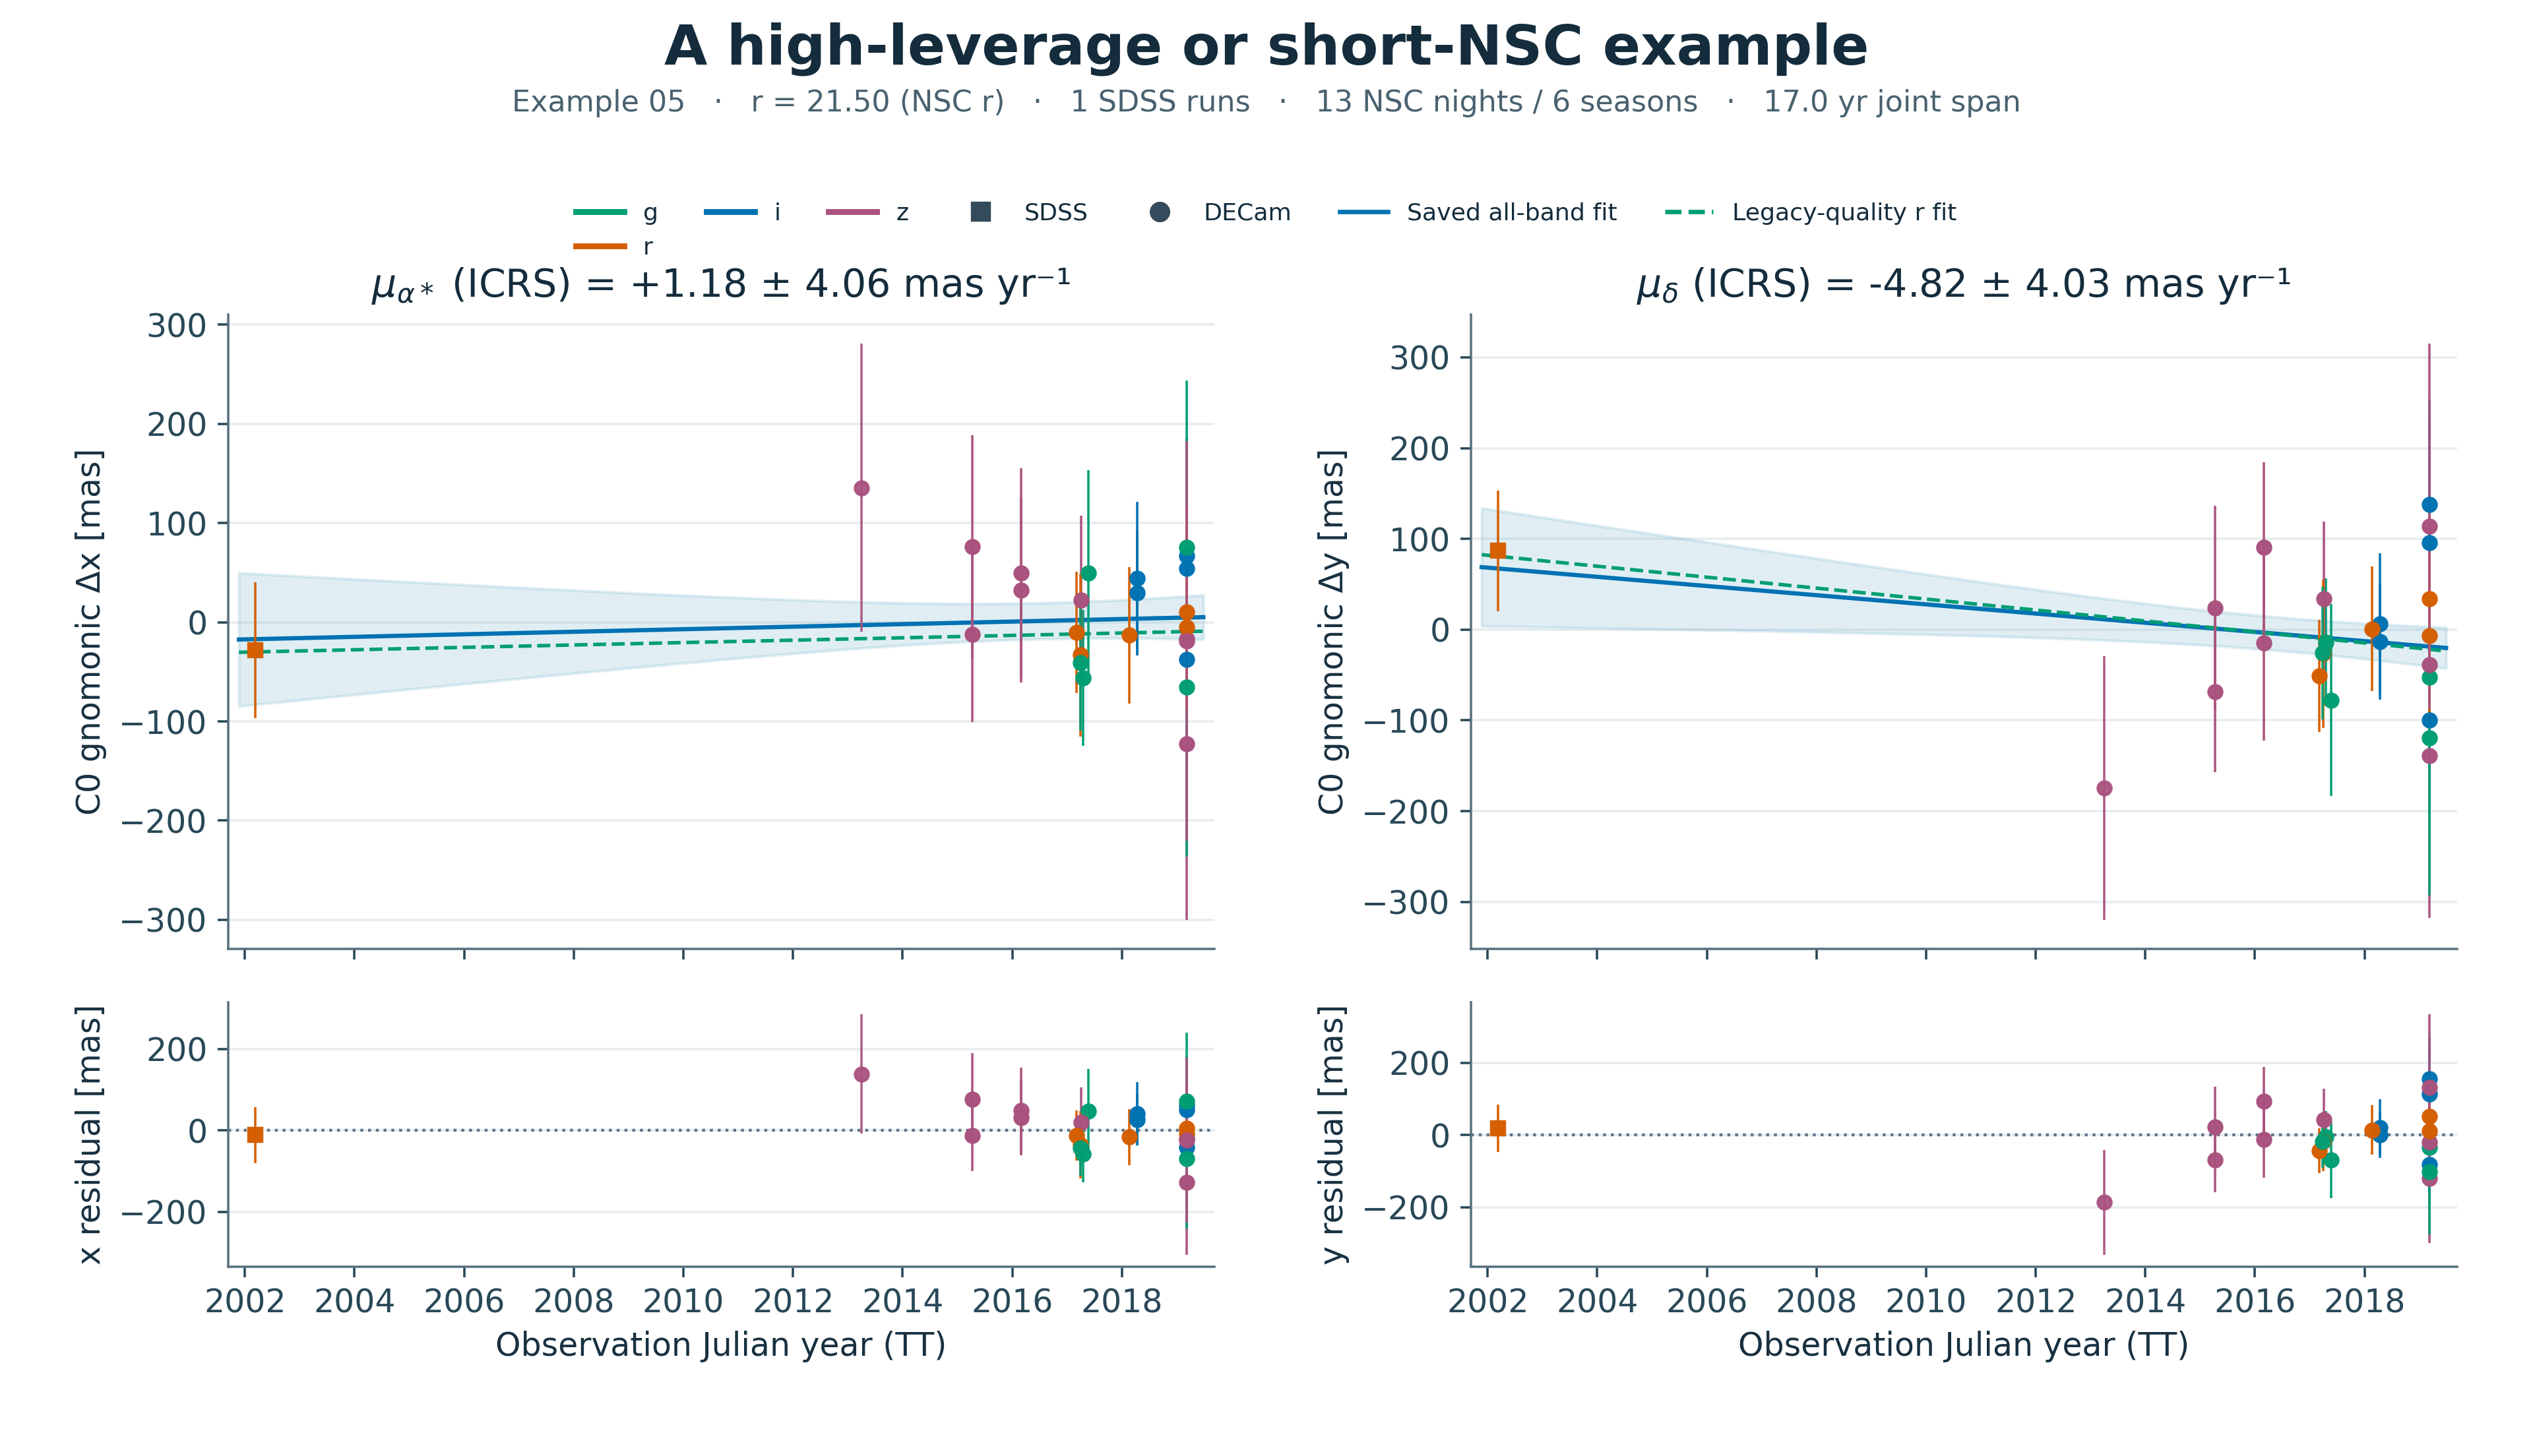 A high-leverage or short-NSC example
Example 05 · r = 21.50 (NSC r) · 1 SDSS runs · 13 NSC nights / 6 seasons · 17.0 yr joint span
g i z SDSS DECam Saved all-band fit Legacy-quality r fit
r
μα* (ICRS) = +1.18 ± 4.06 mas yr⁻¹
C0 gnomonic Δx [mas]
300
200
100
0
−100
−200
−300
μδ (ICRS) = -4.82 ± 4.03 mas yr⁻¹
C0 gnomonic Δy [mas]
300
200
100
0
−100
−200
−300
x residual [mas]
200
0
−200
2002 2004 2006 2008 2010 2012 2014 2016 2018
Observation Julian year (TT)
y residual [mas]
200
0
−200
2002 2004 2006 2008 2010 2012 2014 2016 2018
Observation Julian year (TT)